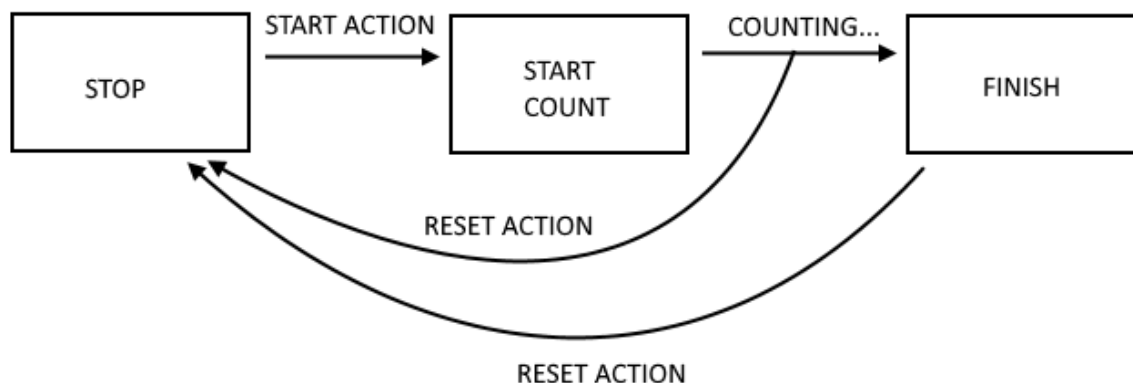 START ACTION
COUNTING...
STOP
START
COUNT
FINISH
RESET ACTION
RESET ACTION